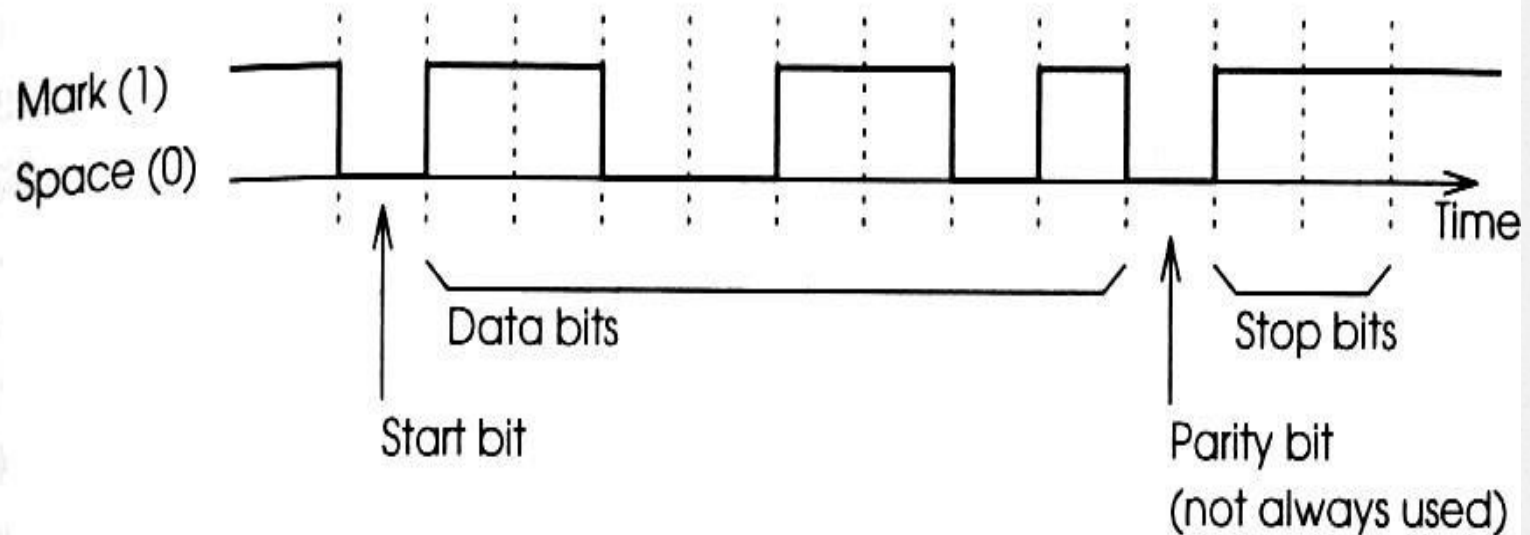 Mark (1)
Space (0)
Time
Data bits
Stop bits
Start bit
Parity bit
(not always used)